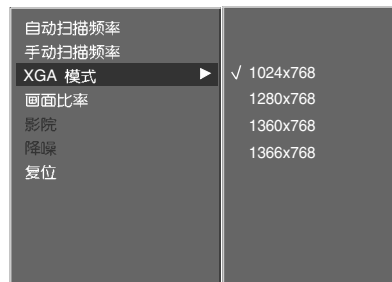 自动扫描频率
手动扫描频率
XGA 模式 ▶
画面比率
影院
降噪
复位
√ 1024x768
1280x768
1360x768
1366x768